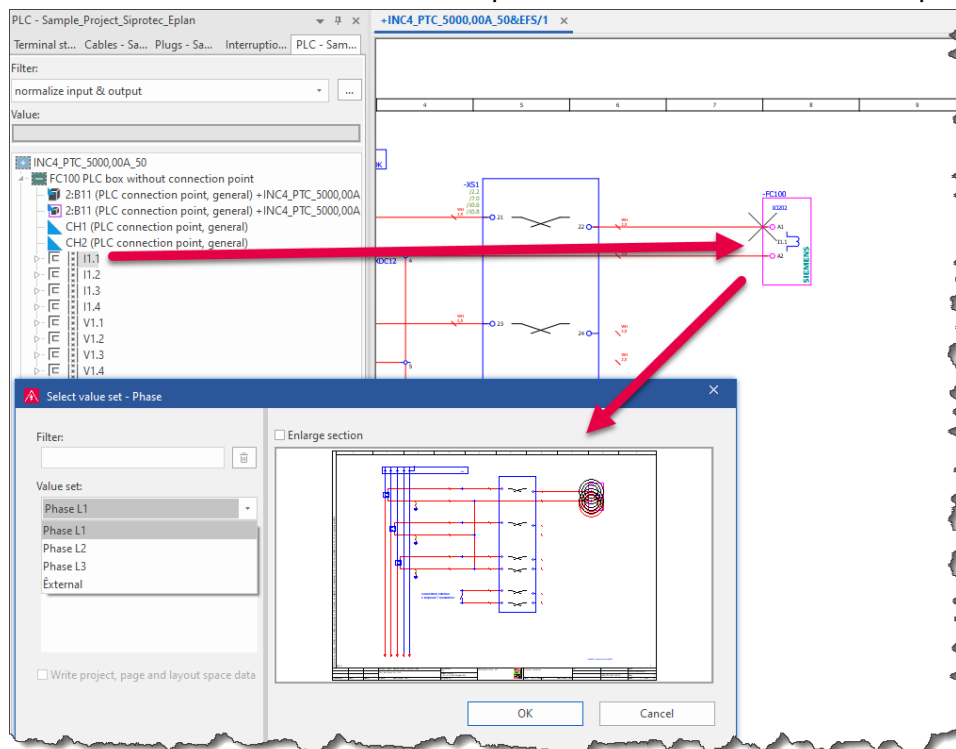 PLC - Sample_Project_Siprotec_Eplan
+INC4_PTC_5000,00A_50&EFS/1
Terminal st... Cables - Sa... Plugs - Sa... Interruptio... PLC - Sam...
Filter:
normalize input & output
...
Value:
INC4_PTC_5000,00A_50
FC100 PLC box without connection point
2:B11 (PLC connection point, general) +INC4_PTC_5000,00A
2:B11 (PLC connection point, general) +INC4_PTC_5000,00A
CH1 (PLC connection point, general)
CH2 (PLC connection point, general)
I1.1
I1.2
I1.3
I1.4
V1.1
V1.2
V1.3
V1.4
4 5 6 7 8 9
-XS1
21
22
XDC12
4
23
24
5
-FC100
IO202
A1
I1.1
A2
SIEMENS
Select value set - Phase
Filter:
Value set:
Phase L1
Phase L1
Phase L2
Phase L3
External
Write project, page and layout space data
Enlarge section
OK
Cancel